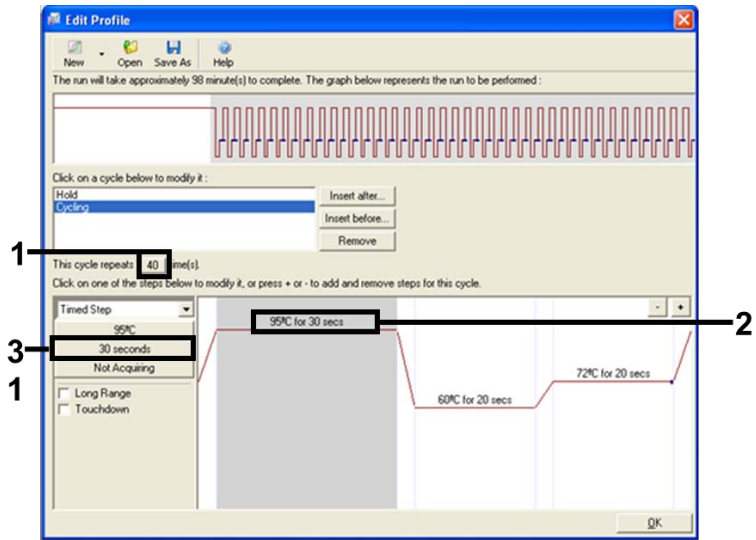 Edit Profile
New Open Save As Help
The run will take approximately 98 minute(s) to complete. The graph below represents the run to be performed :
Click on a cycle below to modify it :
Hold
Cycling
Insert after...
Insert before...
Remove
1
This cycle repeats 40 time(s).
Click on one of the steps below to modify it, or press + or - to add and remove steps for this cycle.
Timed Step
- +
95ºC
95ºC for 30 secs
2
3
30 seconds
Not Acquiring
72ºC for 20 secs
1
Long Range
60ºC for 20 secs
Touchdown
OK